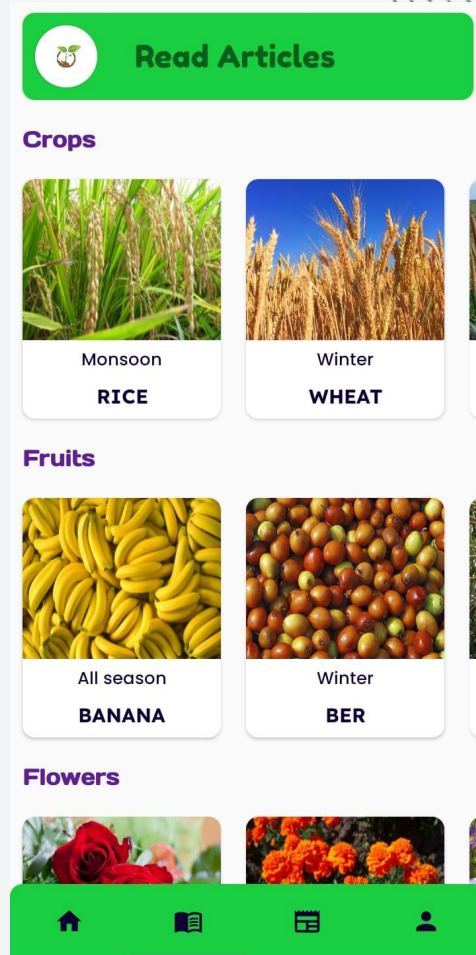 Read Articles
Crops
Monsoon
RICE
Winter
WHEAT
Fruits
All season
BANANA
Winter
BER
Flowers